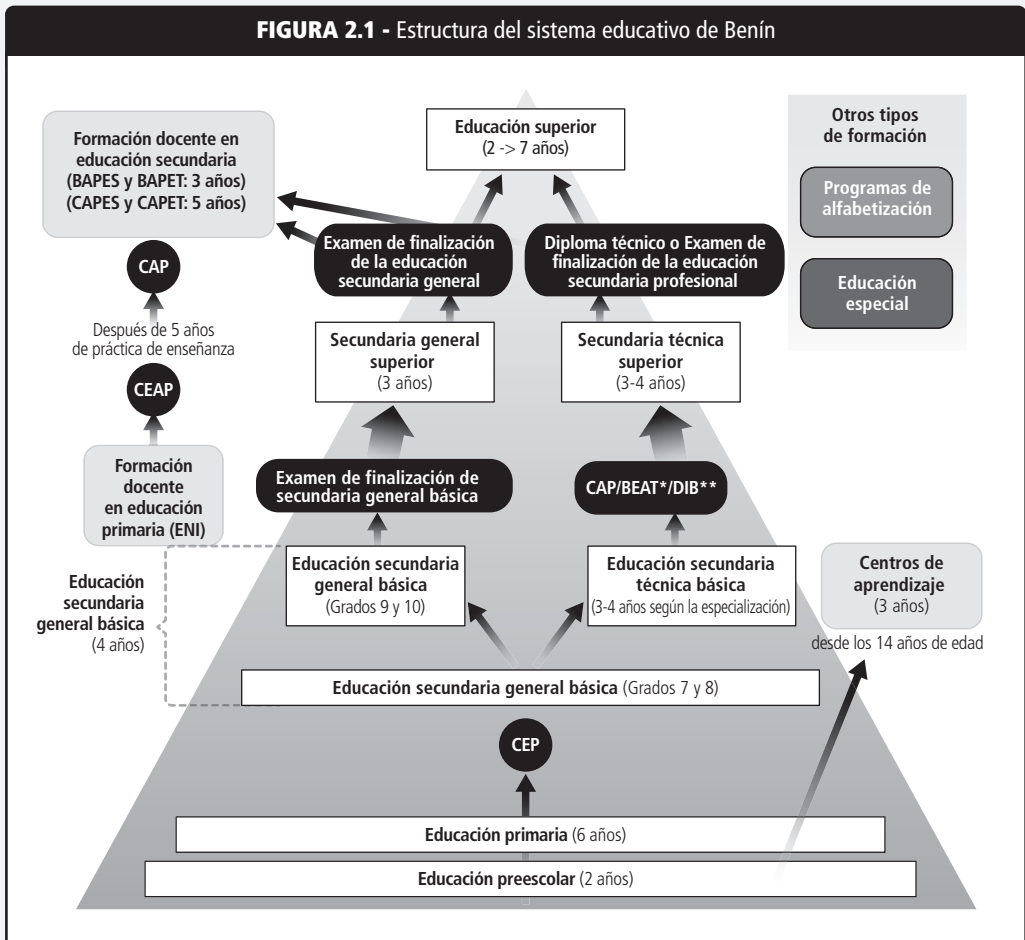 FIGURA 2.1 - Estructura del sistema educativo de Benín
Educación superior
(2 -> 7 años)
Formación docente en
educación secundaria
(BAPES y BAPET: 3 años)
(CAPES y CAPET: 5 años)
Otros tipos
de formación
Programas de
alfabetización
Educación
especial
Examen de finalización
de la educación
secundaria general
Diploma técnico o Examen de
finalización de la educación
secundaria profesional
CAP
Después de 5 años
de práctica de enseñanza
CEAP
Secundaria general
superior
(3 años)
Secundaria técnica
superior
(3-4 años)
Formación
docente
en educación
primaria (ENI)
Examen de finalización de
secundaria general básica
CAP/BEAT*/DIB**
Educación
secundaria
general básica
(4 años)
Educación secundaria
general básica
(Grados 9 y 10)
Educación secundaria
técnica básica
(3-4 años según la especialización)
Centros de
aprendizaje
(3 años)
desde los 14 años de edad
Educación secundaria general básica (Grados 7 y 8)
CEP
Educación primaria (6 años)
Educación preescolar (2 años)